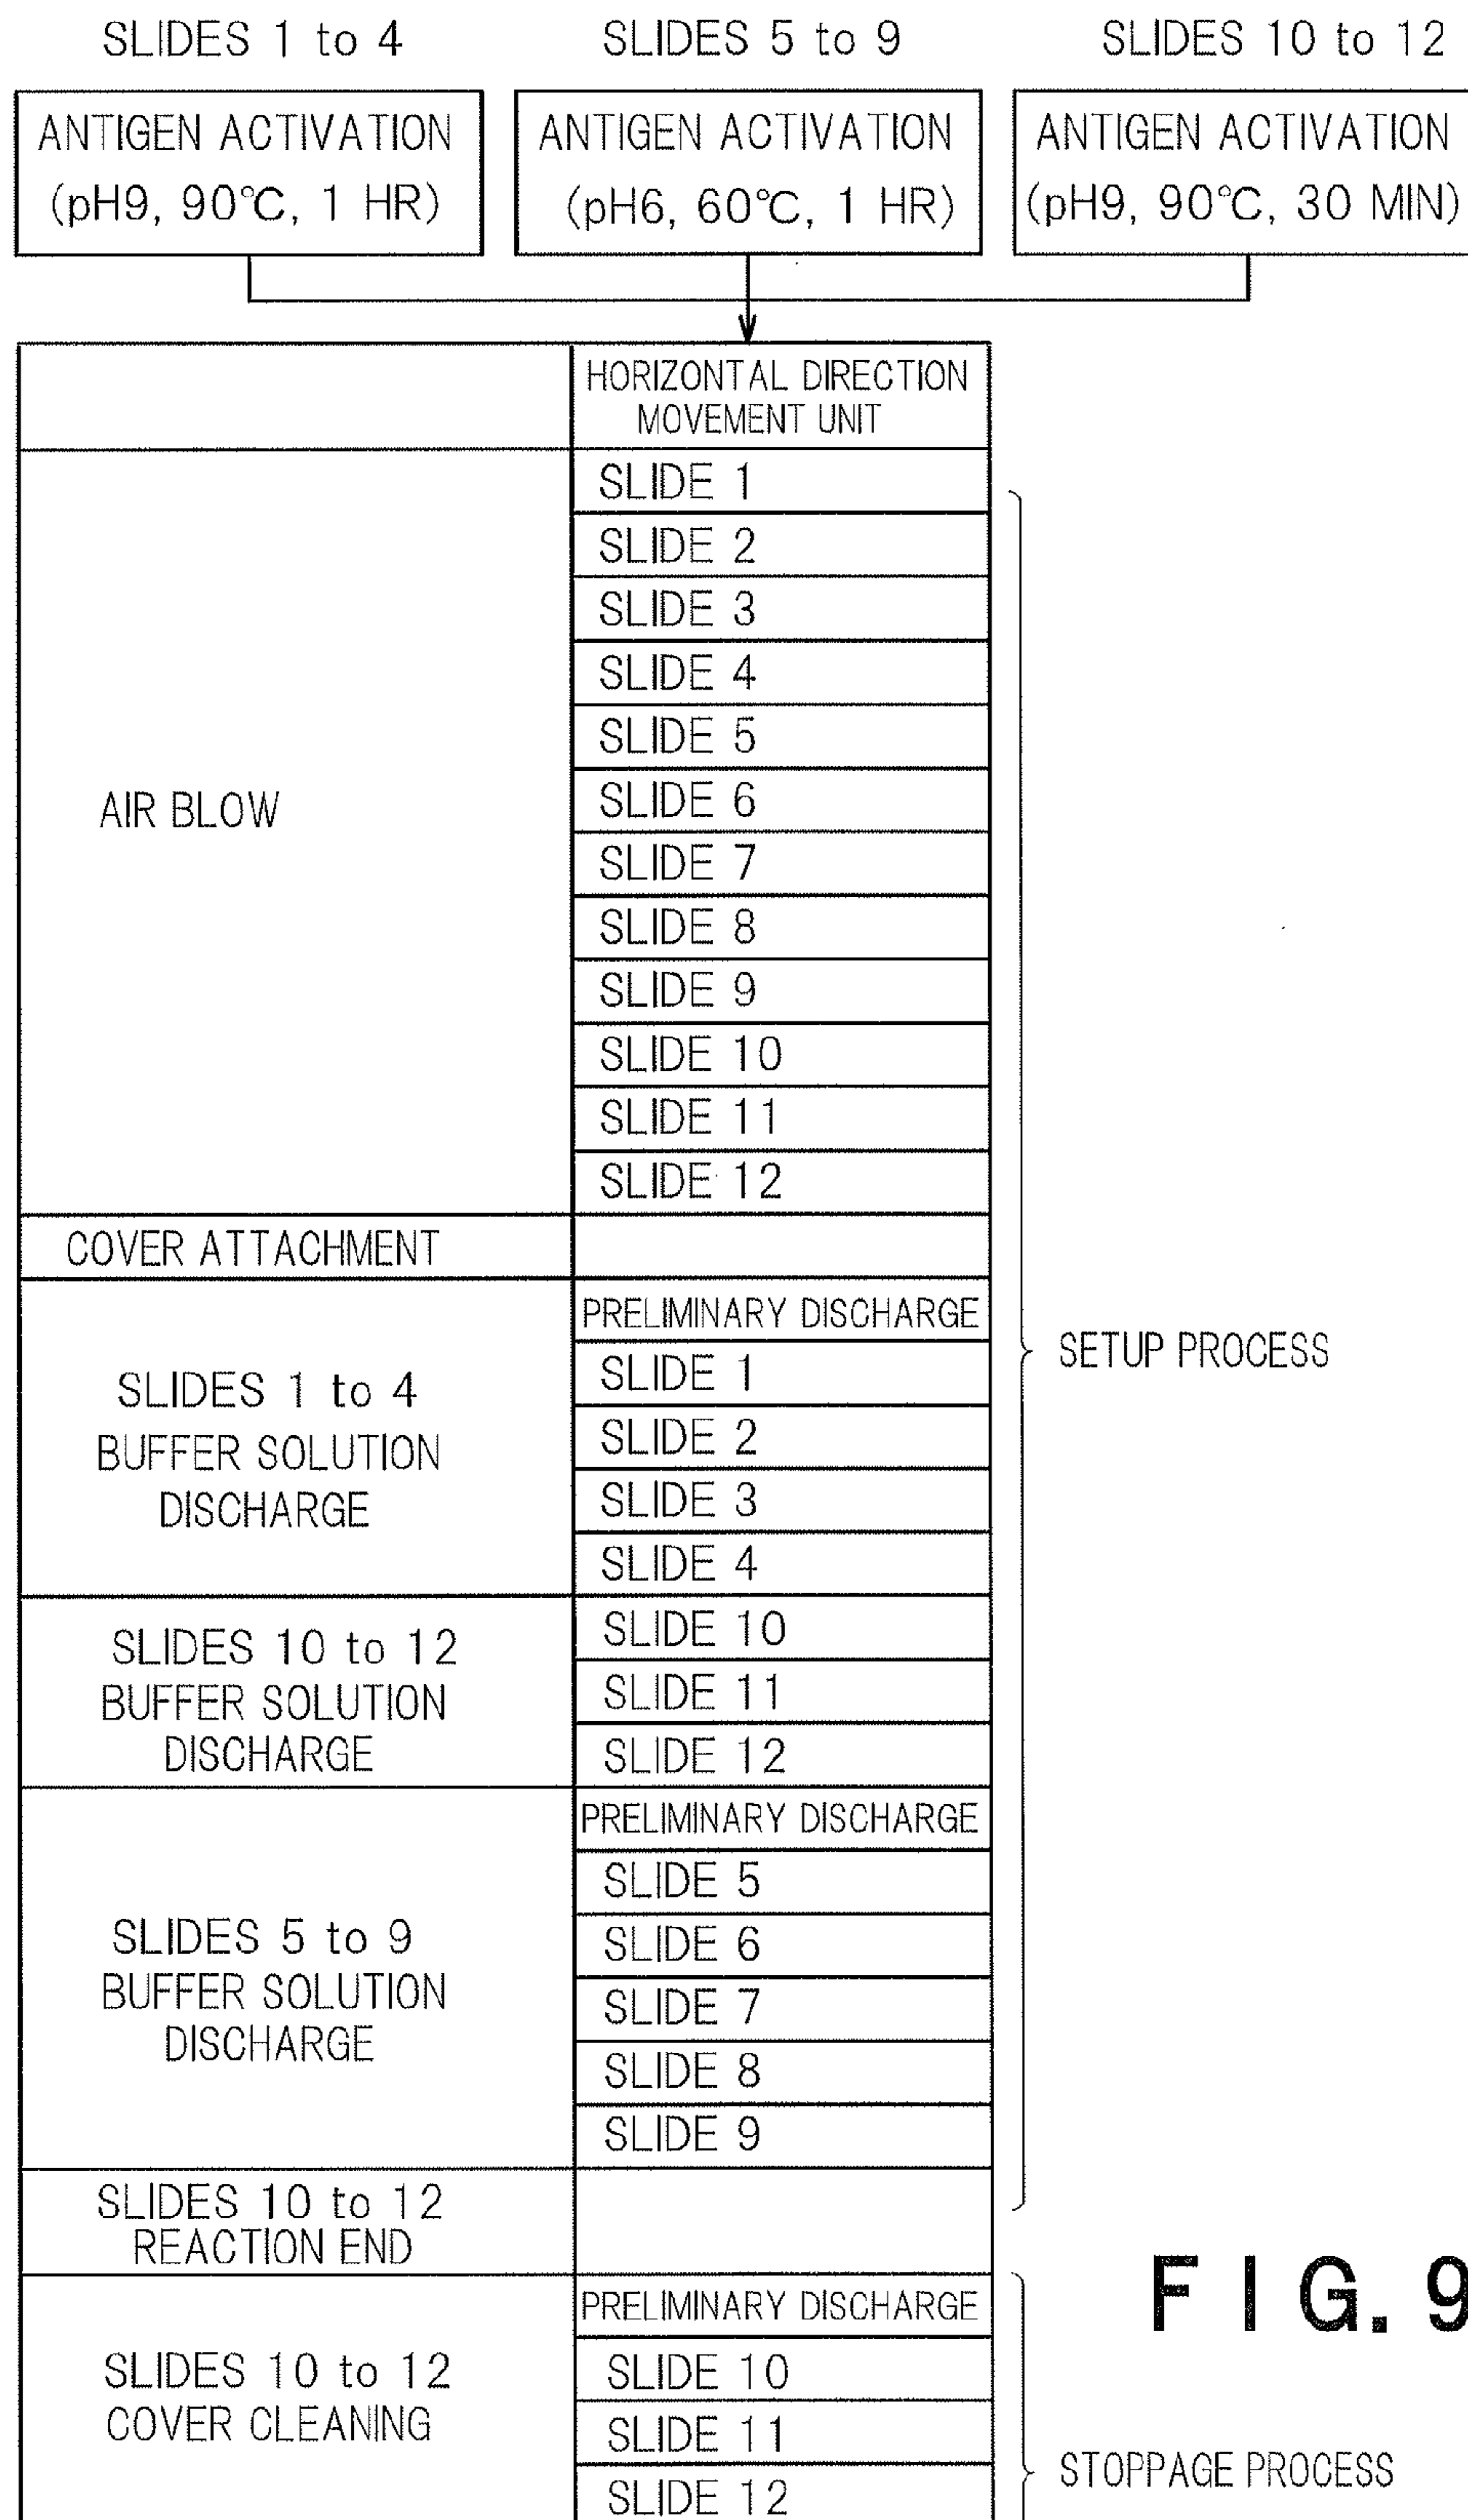 SLIDES 1 to 4
SLIDES 5 to 9
SLIDES 10 to 12
ANTIGEN ACTIVATION
(pH9, 90℃, 1 HR)
ANTIGEN ACTIVATION
(pH6, 60℃, 1 HR)
ANTIGEN ACTIVATION
(pH9, 90℃, 30 MIN)
HORIZONTAL DIRECTION
MOVEMENT UNIT
AIR BLOW
SLIDE 1
SLIDE 2
SLIDE 3
SLIDE 4
SLIDE 5
SLIDE 6
SLIDE 7
SLIDE 8
SLIDE 9
SLIDE 10
SLIDE 11
SLIDE 12
COVER ATTACHMENT
SETUP PROCESS
SLIDES 1 to 4
BUFFER SOLUTION
DISCHARGE
PRELIMINARY DISCHARGE
SLIDE 1
SLIDE 2
SLIDE 3
SLIDE 4
SLIDES 10 to 12
BUFFER SOLUTION
DISCHARGE
SLIDE 10
SLIDE 11
SLIDE 12
SLIDES 5 to 9
BUFFER SOLUTION
DISCHARGE
PRELIMINARY DISCHARGE
SLIDE 5
SLIDE 6
SLIDE 7
SLIDE 8
SLIDE 9
SLIDES 10 to 12
REACTION END
FIG. 9
SLIDES 10 to 12
COVER CLEANING
PRELIMINARY DISCHARGE
SLIDE 10
SLIDE 11
SLIDE 12
STOPPAGE PROCESS